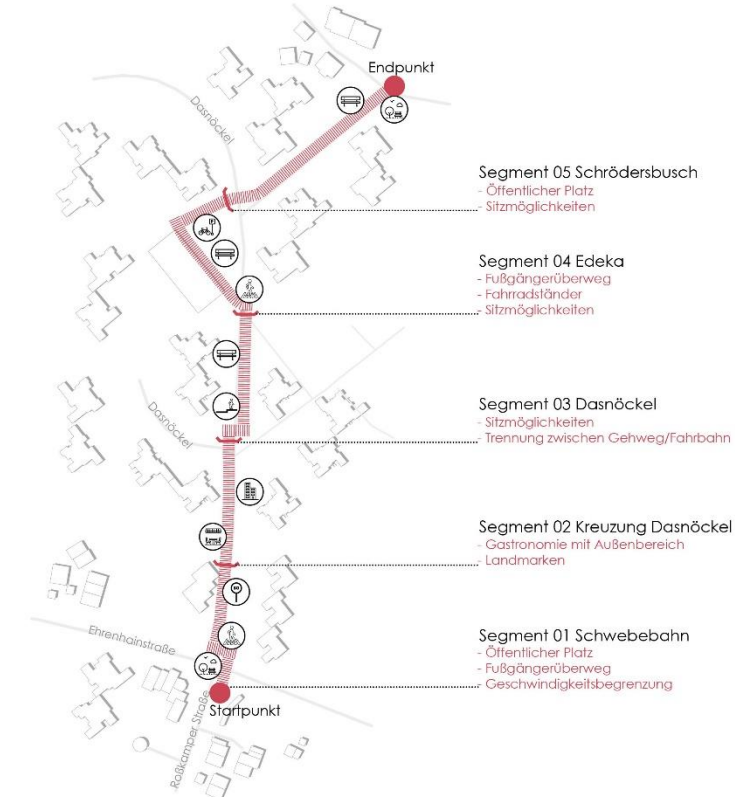 Endpunkt
Dasnöckel
Segment 05 Schrödersbusch
- Öffentlicher Platz
- Sitzmöglichkeiten
Segment 04 Edeka
- Fußgängerüberweg
- Fahrradständer
- Sitzmöglichkeiten
Segment 03 Dasnöckel
- Sitzmöglichkeiten
- Trennung zwischen Gehweg/Fahrbahn
Dasnöckel
Segment 02 Kreuzung Dasnöckel
- Gastronomie mit Außenbereich
- Landmarken
Ehrenhainstraße
Segment 01 Schwebebahn
- Öffentlicher Platz
- Fußgängerüberweg
- Geschwindigkeitsbegrenzung
Startpunkt
Roßkamper Straße